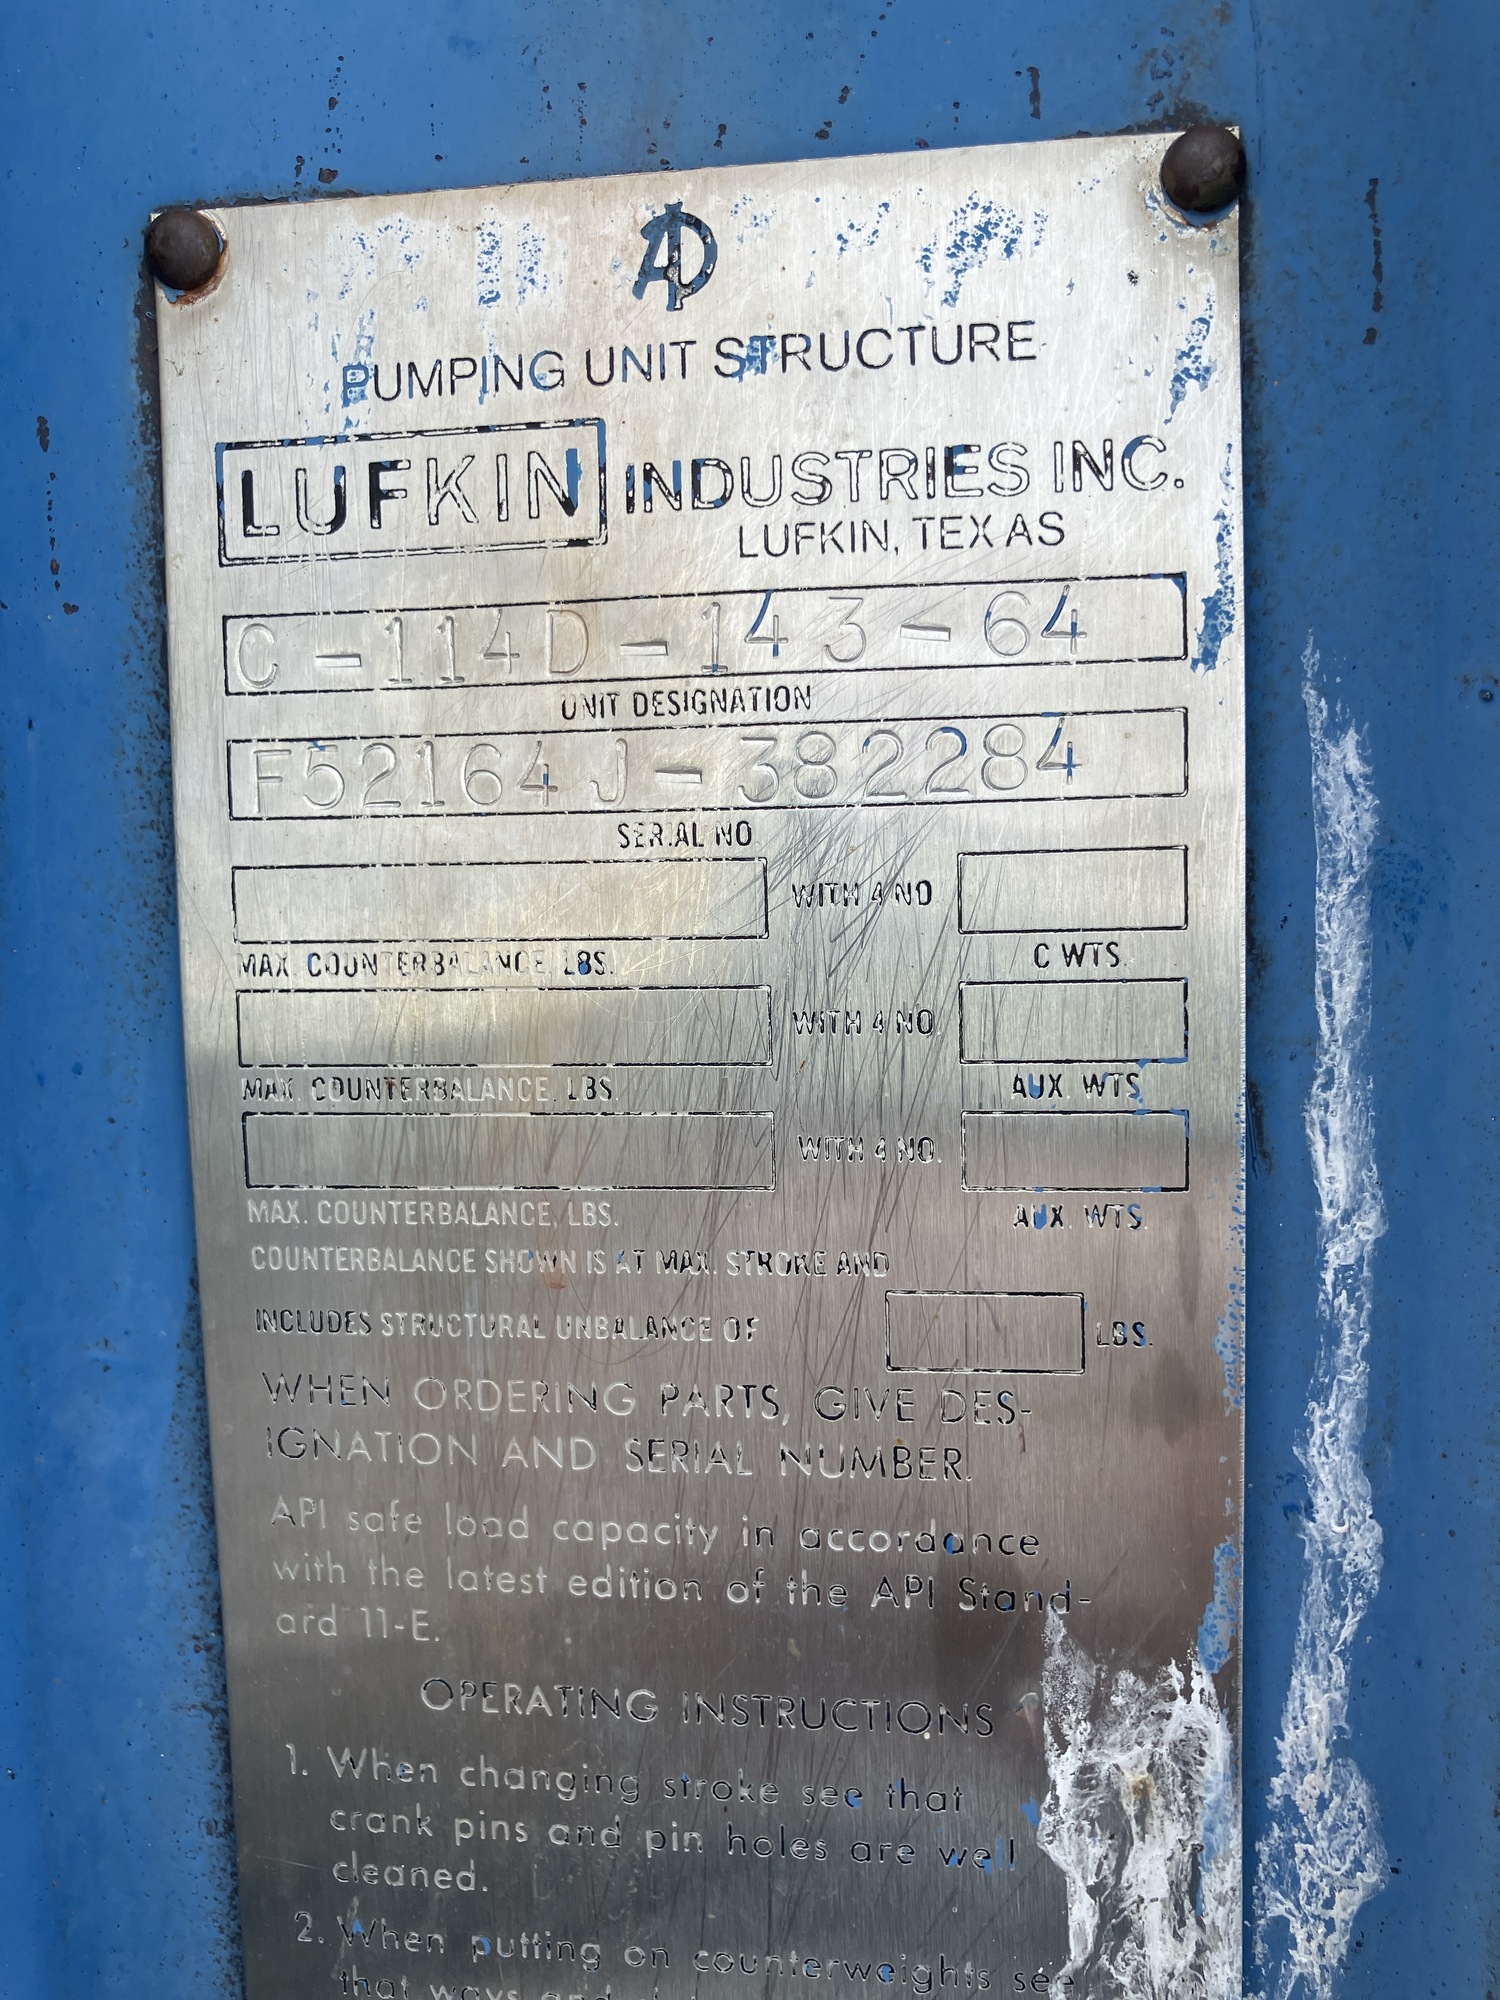 API
PUMPING UNIT STRUCTURE
LUFKIN INDUSTRIES INC.
LUFKIN, TEXAS
C-114D-143-64
UNIT DESIGNATION
F52164J-382284
SERIAL NO
WITH 4 NO
MAX. COUNTERBALANCE, LBS. C WTS.
WITH 4 NO
MAX. COUNTERBALANCE, LBS. AUX. WTS.
WITH 4 NO.
MAX. COUNTERBALANCE, LBS. AUX. WTS.
COUNTERBALANCE SHOWN IS AT MAX. STROKE AND
INCLUDES STRUCTURAL UNBALANCE OF LBS.
WHEN ORDERING PARTS, GIVE DES-
IGNATION AND SERIAL NUMBER.
API safe load capacity in accordance
with the latest edition of the API Stand-
ard 11-E.
OPERATING INSTRUCTIONS
1. When changing stroke see that
crank pins and pin holes are well
cleaned.
2. When putting on counterweights see
that ways and